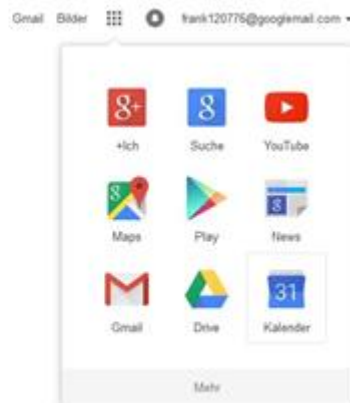 Gmail Bilder frank120776@googlemail.com
8+ 8
+Ich Suche YouTube
8 8
Maps Play News
31
Gmail Drive Kalender
Mehr